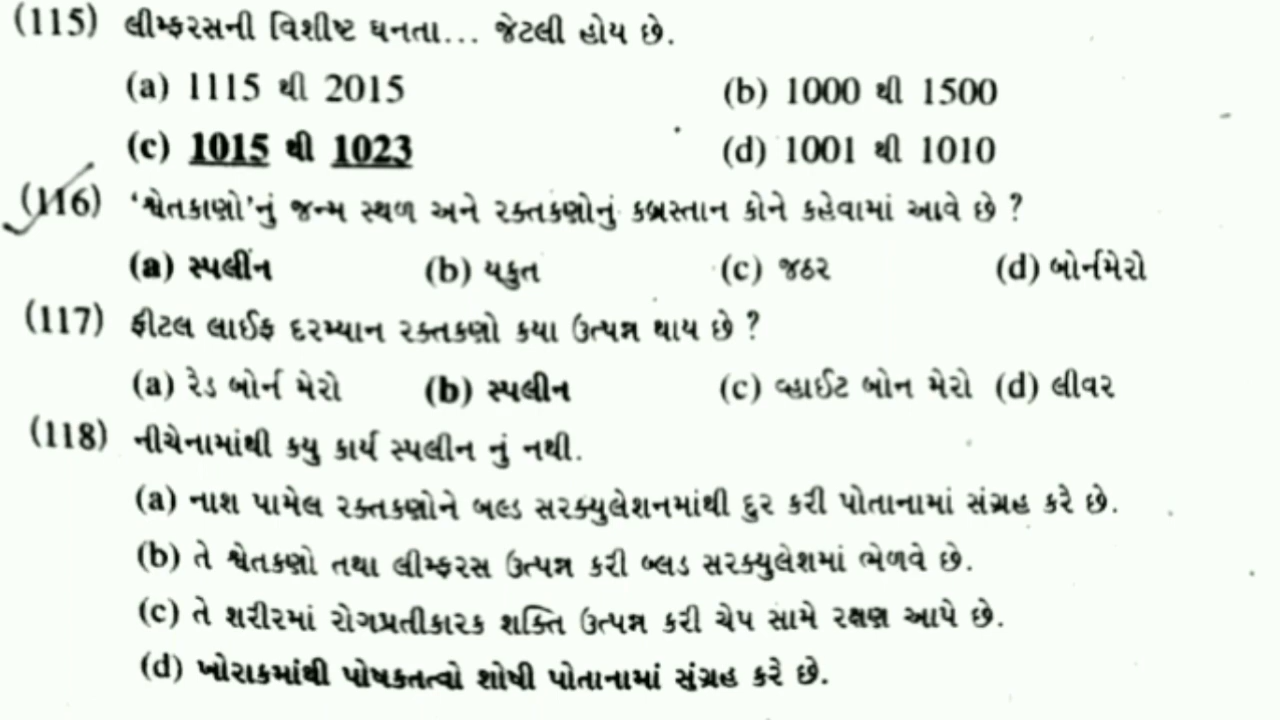 (115) લીમ્ફરસની વિશીષ્ટ ઘનતા... જેટલી હોય છે.
(a) 1115 થી 2015 (b) 1000 થી 1500
(c) 1015 થી 1023 (d) 1001 થી 1010
(116) ‘શ્વેતકાણો’નું જન્મ સ્થળ અને રક્તકણોનું કબ્રસ્તાન કોને કહેવામાં આવે છે ?
(a) સ્પલીંન (b) યકુત (c) જઠર (d) બોર્નમેરો
(117) ફીટલ લાઈફ દરમ્યાન રક્તકણો કયા ઉત્પન્ન થાય છે ?
(a) રેડ બોર્ન મેરો (b) સ્પલીન (c) વ્હાઈટ બોન મેરો (d) લીવર
(118) નીચેનામાંથી કયુ કાર્ય સ્પલીન નું નથી.
(a) નાશ પામેલ રક્તકણોને બલ્ડ સરક્યુલેશનમાંથી દુર કરી પોતાનામાં સંગ્રહ કરે છે.
(b) તે શ્વેતકણો તથા લીમ્ફરસ ઉત્પન્ન કરી બ્લડ સરક્યુલેશમાં ભેળવે છે.
(c) તે શરીરમાં રોગપ્રતીકારક શક્તિ ઉત્પન્ન કરી ચેપ સામે રક્ષણ આપે છે.
(d) ખોરાકમાંથી પોષકતત્વો શોષી પોતાનામાં સંગ્રહ કરે છે.